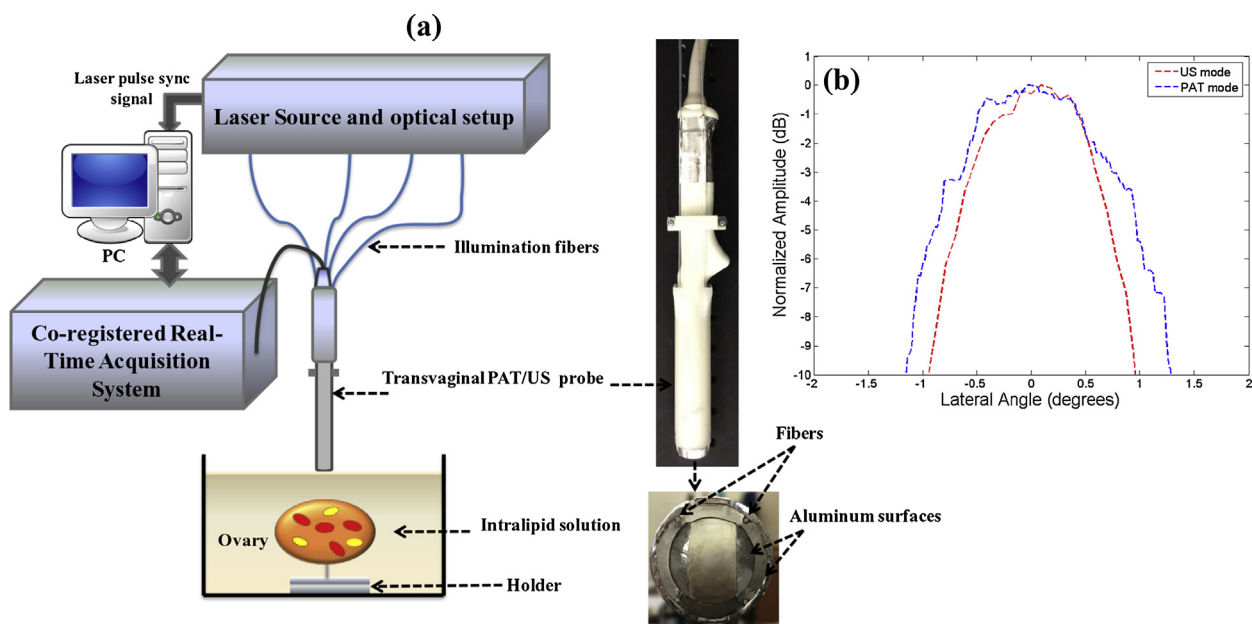 (a)
Laser pulse sync
signal
Laser Source and optical setup
PC
Illumination fibers
Co-registered Real-
Time Acquisition
System
Transvaginal PAT/US probe
Ovary
Intralipid solution
Holder
Fibers
Aluminum surfaces
(b)
US mode
PAT mode
Normalized Amplitude (dB)
1
0
-1
-2
-3
-4
-5
-6
-7
-8
-9
-10
-2
-1.5
-1
-0.5
0
0.5
1
1.5
2
Lateral Angle (degrees)